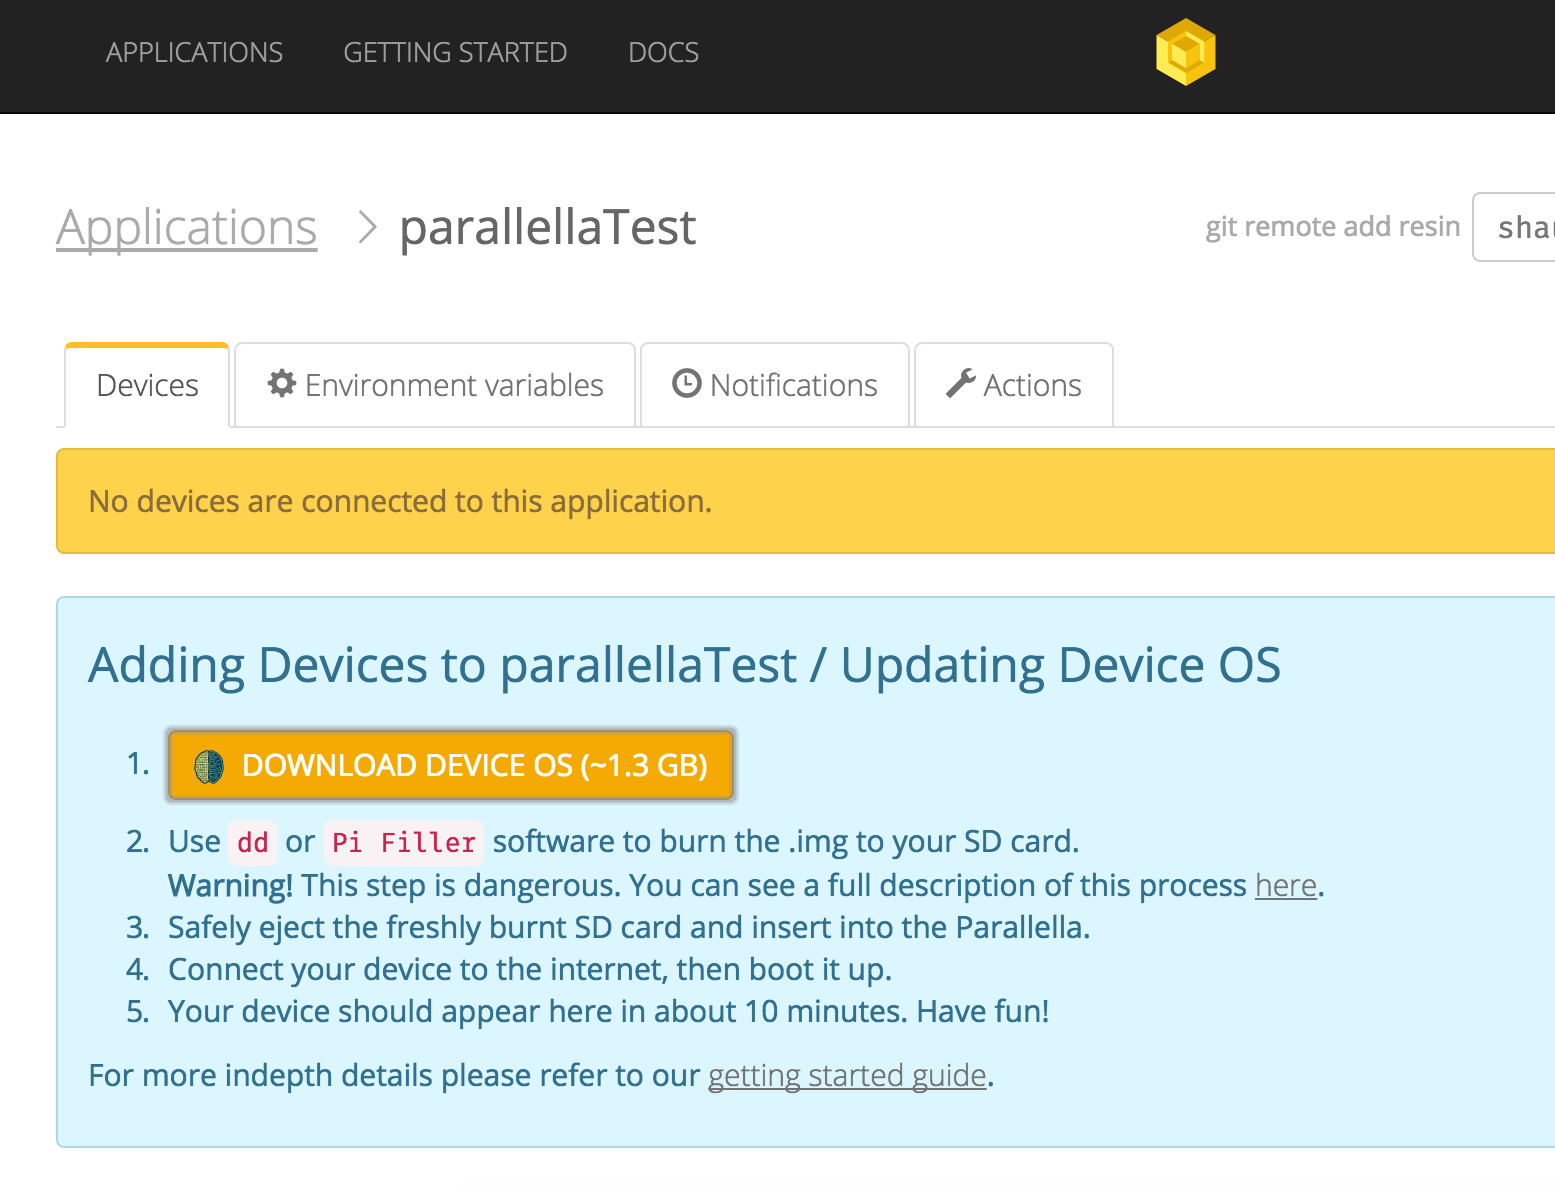 APPLICATIONS GETTING STARTED DOCS
Applications > parallellaTest git remote add resin
Devices Environment variables Notifications Actions
No devices are connected to this application.
Adding Devices to parallellaTest / Updating Device OS
1. DOWNLOAD DEVICE OS (~1.3 GB)
2. Use dd or Pi Filler software to burn the .img to your SD card.
Warning! This step is dangerous. You can see a full description of this process here.
3. Safely eject the freshly burnt SD card and insert into the Parallella.
4. Connect your device to the internet, then boot it up.
5. Your device should appear here in about 10 minutes. Have fun!
For more indepth details please refer to our getting started guide.